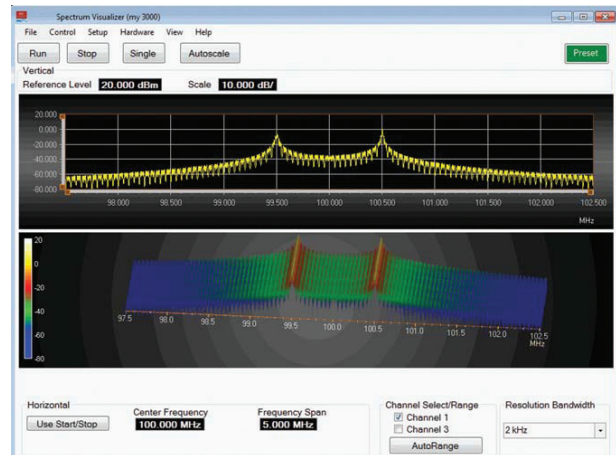 Spectrum Visualizer (my 3000)
File Control Setup Hardware View Help
Run Stop Single Autoscale Preset
Vertical
Reference Level 20.000 dBm Scale 10.000 dB/
20.000
0.000
-20.000
-40.000
-60.000
-80.000
98.000 98.500 99.000 99.500 100.000 100.500 101.000 101.500 102.000 102.500
MHz
20
0
-20
-40
-60
-80
97.5 98.0 98.5 99.0 99.5 100.0 100.5 101.0 101.5 102.0 102.5
MHz
Horizontal
Use Start/Stop
Center Frequency
100.000 MHz
Frequency Span
5.000 MHz
Channel Select/Range
Channel 1
Channel 3
AutoRange
Resolution Bandwidth
2 kHz